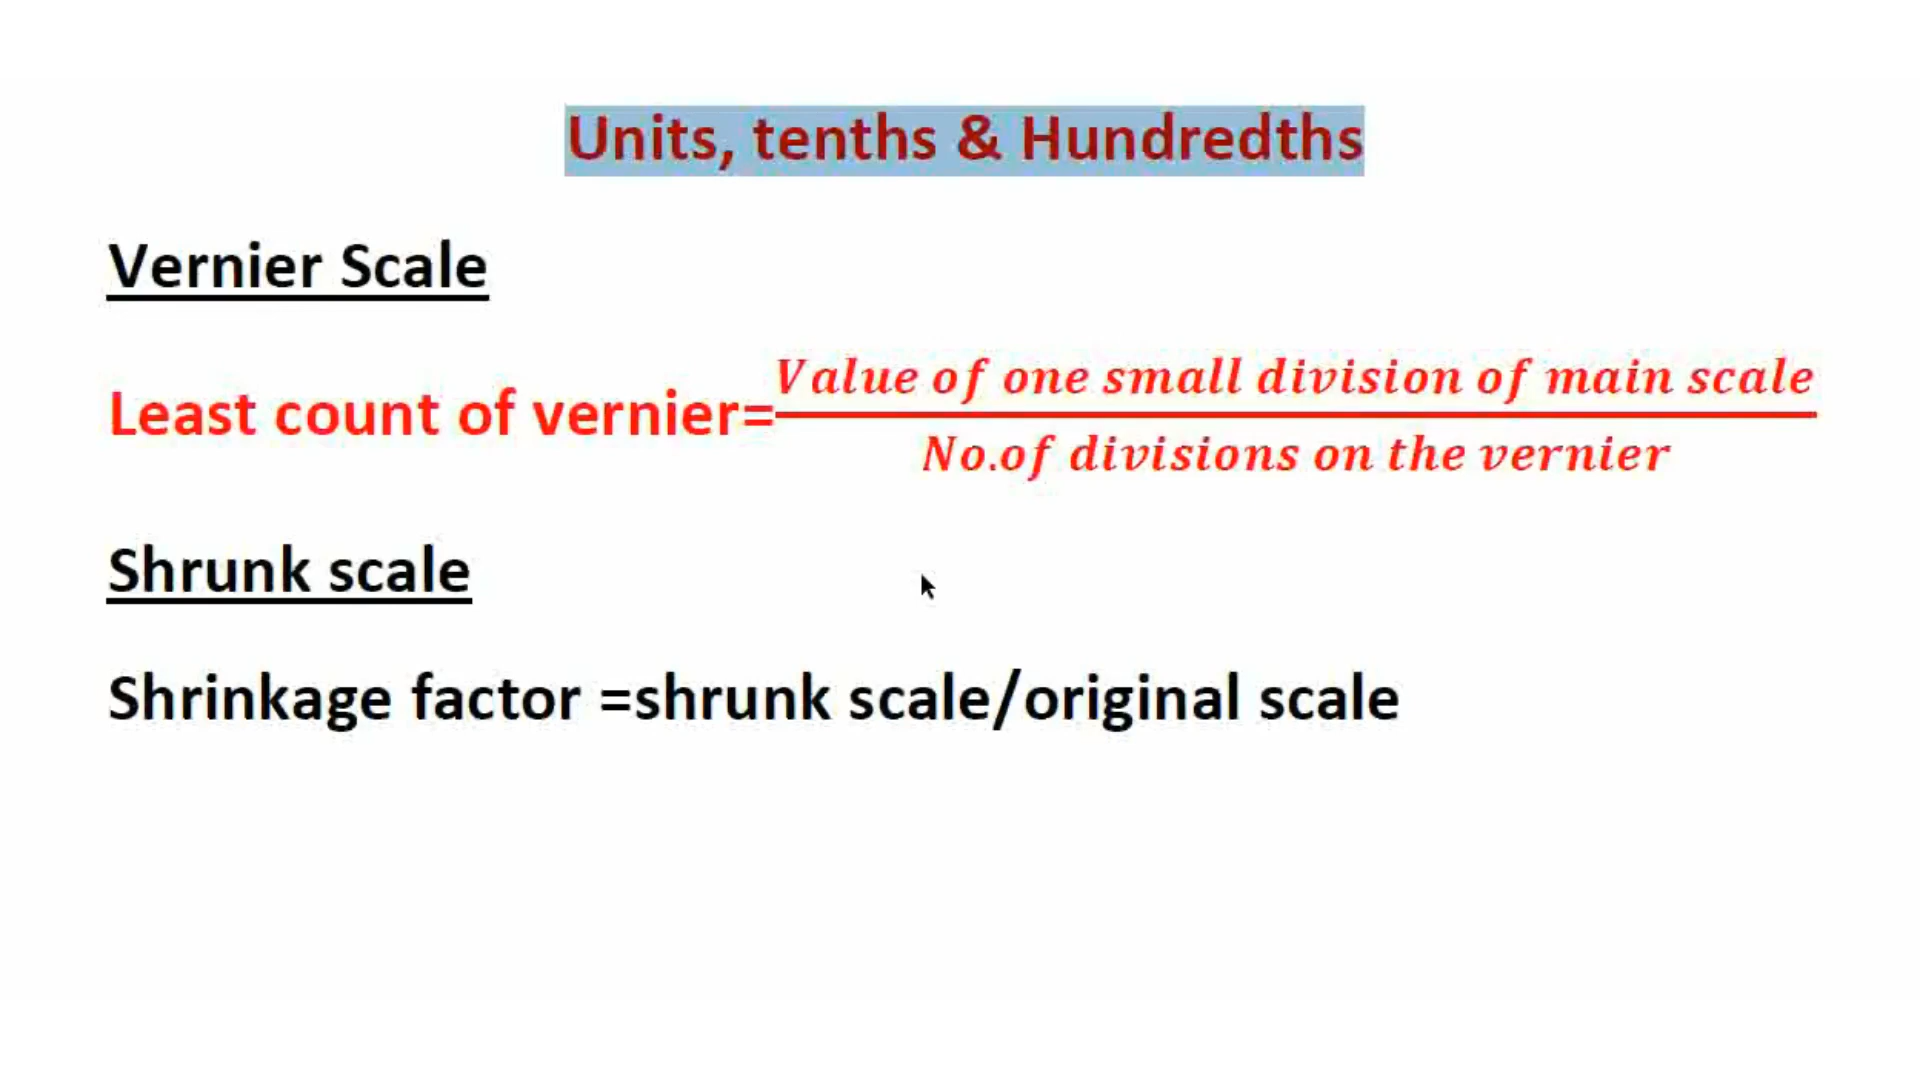 Units, tenths & Hundredths
Vernier Scale
Least count of vernier=
Value of one small division of main scale
No.of divisions on the vernier
Shrunk scale
Shrinkage factor =shrunk scale/original scale